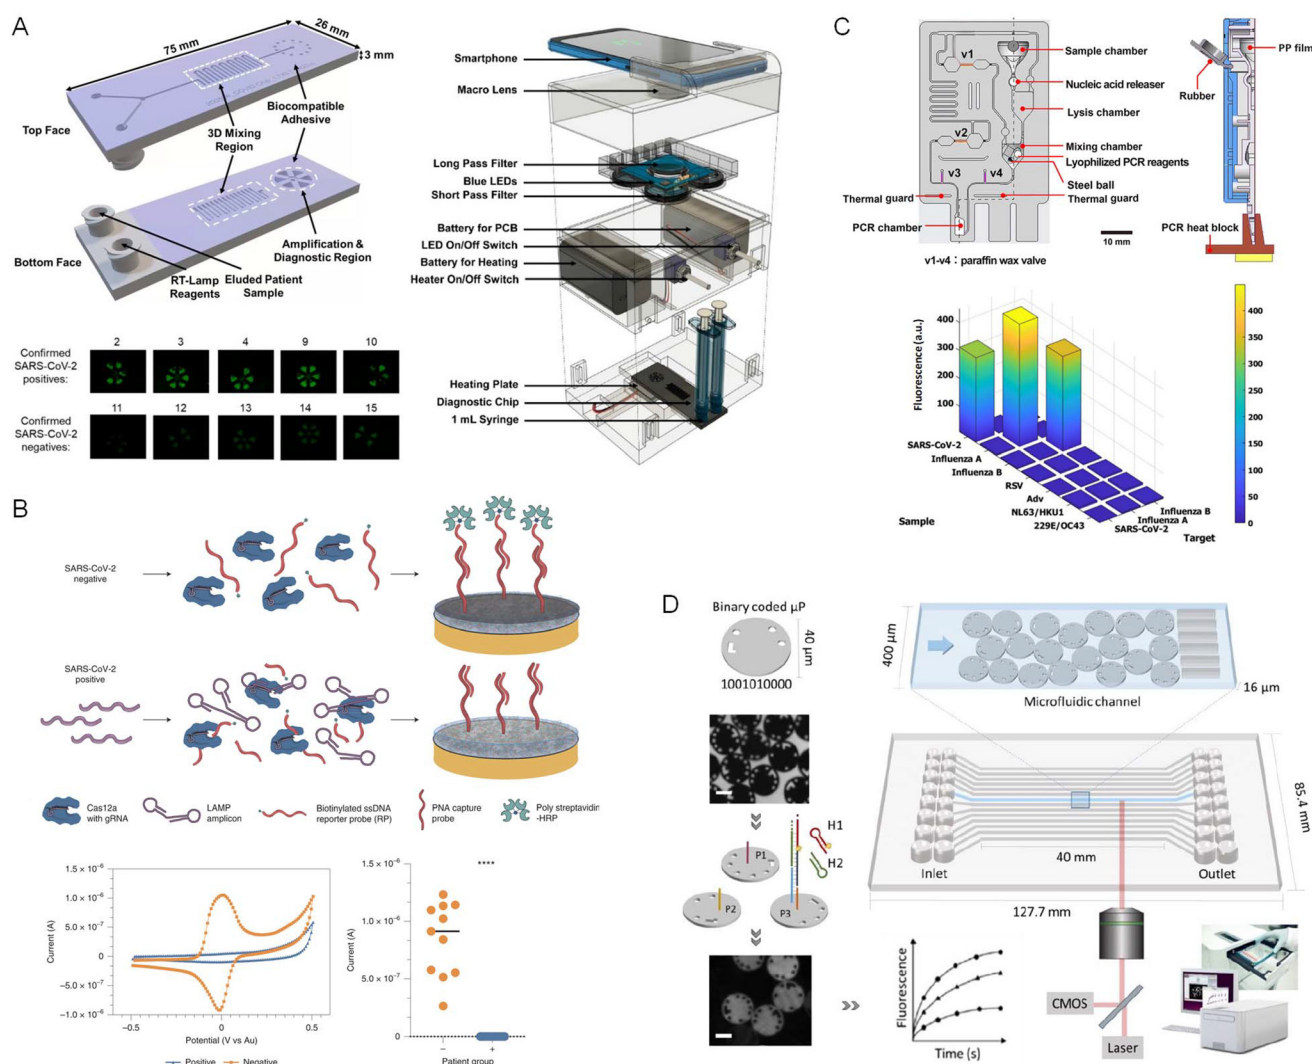 A
75 mm
26 mm
3 mm
Top Face
3D Mixing
Region
Biocompatible
Adhesive
Bottom Face
RT-Lamp
Reagents
Eluded Patient
Sample
Amplification &
Diagnostic Region
Confirmed
SARS-CoV-2
positives:
2
3
4
9
10
Confirmed
SARS-CoV-2
negatives:
11
12
13
14
15
Smartphone
Macro Lens
Long Pass Filter
Blue LEDs
Short Pass Filter
Battery for PCB
LED On/Off Switch
Battery for Heating
Heater On/Off Switch
Heating Plate
Diagnostic Chip
1 mL Syringe
C
v1
v2
v3
v4
Sample chamber
Nucleic acid releaser
Lysis chamber
Mixing chamber
Lyophilized PCR reagents
Steel ball
Thermal guard
Thermal guard
PCR chamber
10 mm
v1-v4 : paraffin wax valve
PP film
Rubber
PCR heat block
Fluorescence (a.u.)
400
300
200
100
SARS-CoV-2
Influenza A
Influenza B
RSV
Adv
NL63/HKU1
229E/OC43
Sample
Influenza B
Influenza A
SARS-CoV-2
Target
400
350
300
250
200
150
100
50
0
B
SARS-CoV-2
negative
SARS-CoV-2
positive
Cas12a
with gRNA
LAMP
amplicon
Biotinylated ssDNA
reporter probe (RP)
PNA capture
probe
Poly streptavidin
-HRP
Current (A)
1.5 × 10⁻⁶
1.0 × 10⁻⁶
5.0 × 10⁻⁷
0
−5.0 × 10⁻⁷
−1.0 × 10⁻⁶
−0.5
0
0.5
Potential (V vs Au)
Positive
Negative
Current (A)
1.5 × 10⁻⁶
1.0 × 10⁻⁶
5.0 × 10⁻⁷
0
****
−
+
Patient group
D
Binary coded µP
40 µm
1001010000
P1
P2
P3
H1
H2
400 µm
16 µm
Microfluidic channel
Inlet
40 mm
Outlet
85.4 mm
127.7 mm
Fluorescence
Time (s)
CMOS
Laser